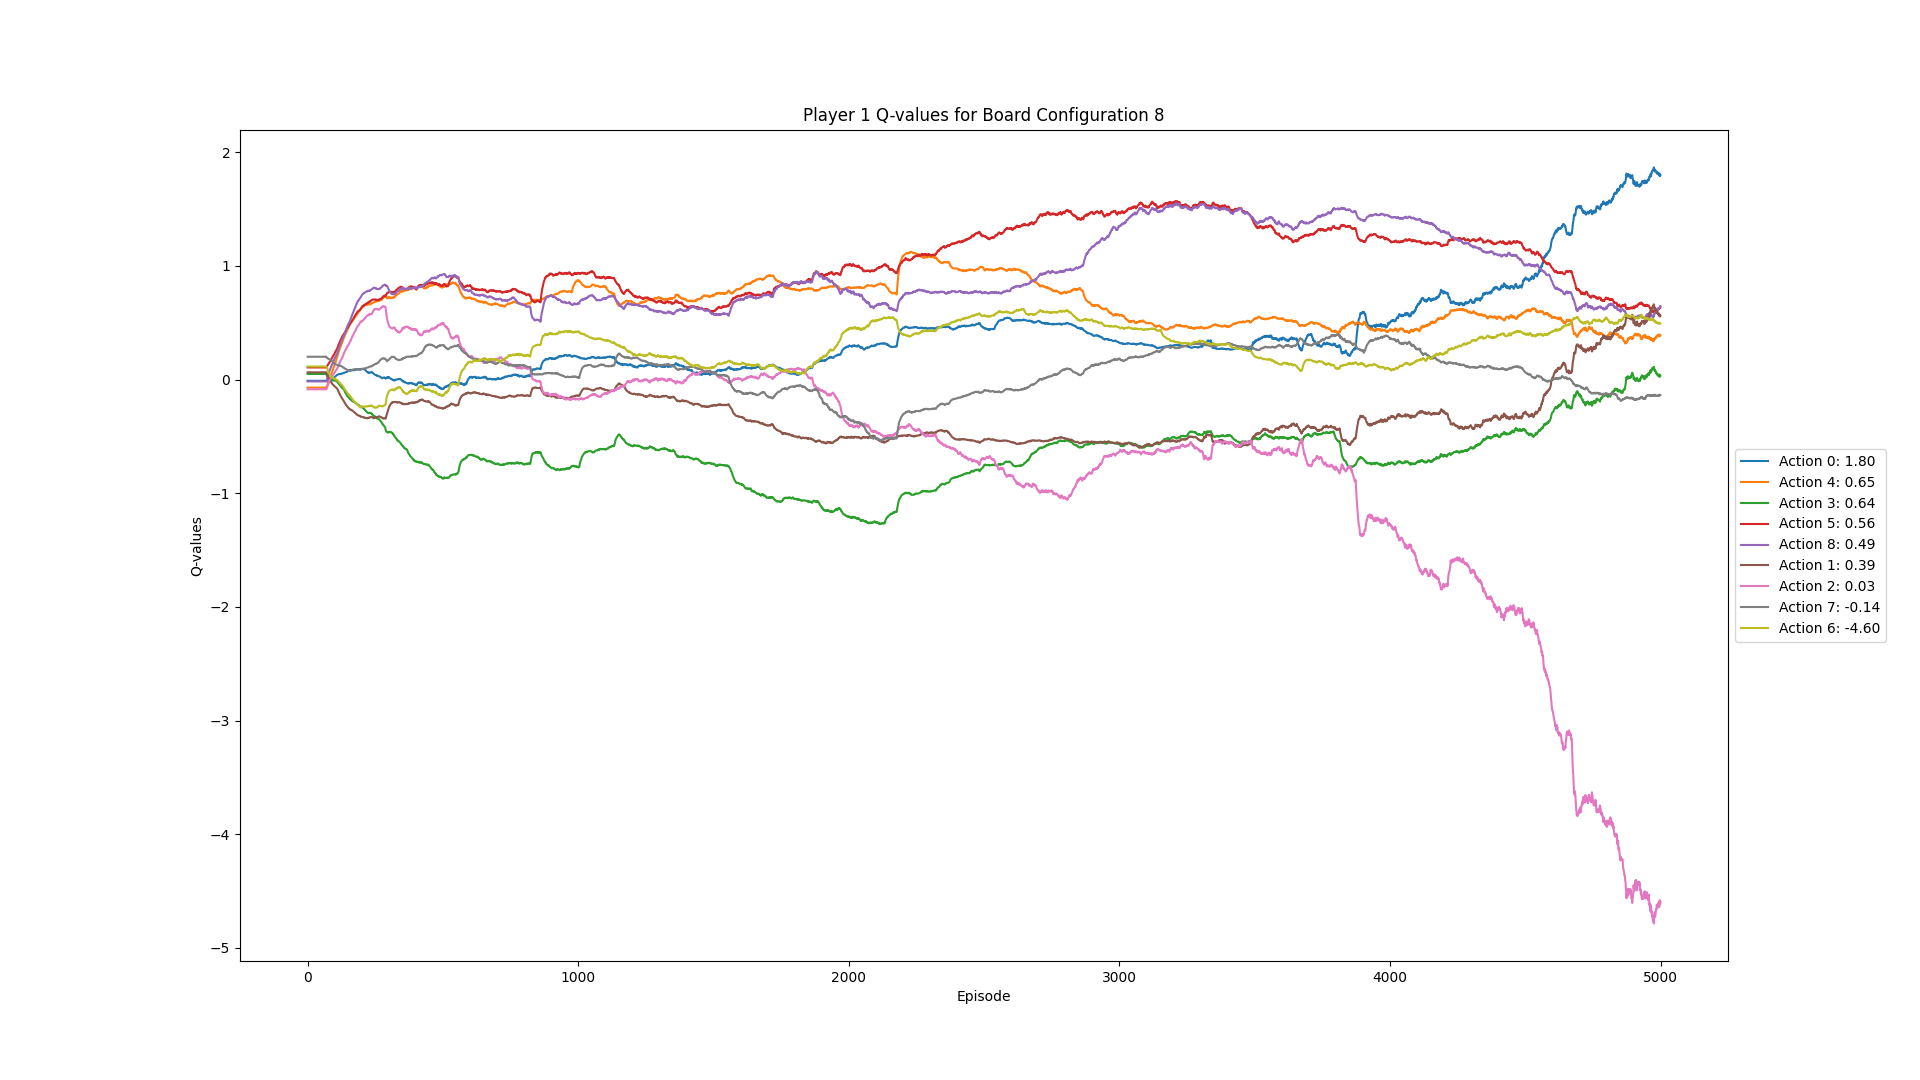 Player 1 Q-values for Board Configuration 8
Q-values
2
1
0
−1
−2
−3
−4
−5
0 1000 2000 3000 4000 5000
Episode
Action 0: 1.80
Action 4: 0.65
Action 3: 0.64
Action 5: 0.56
Action 8: 0.49
Action 1: 0.39
Action 2: 0.03
Action 7: -0.14
Action 6: -4.60